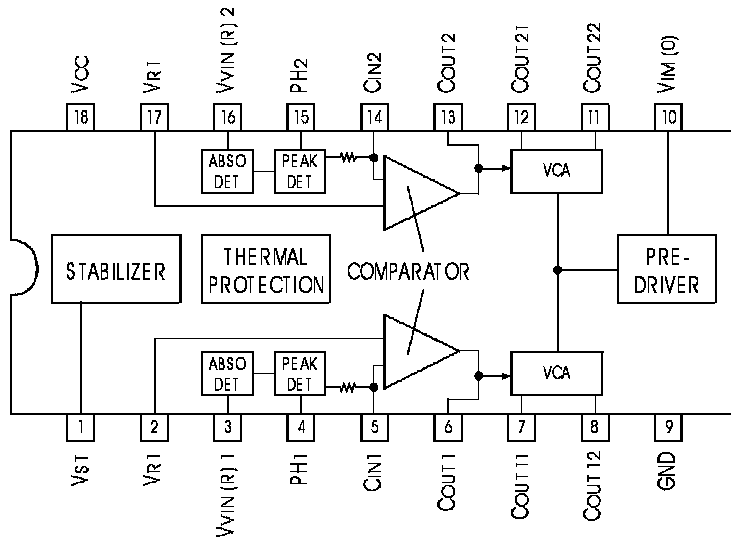 VCC
VR1
VVIN (R) 2
PH2
CIN2
COUT2
COUT21
COUT22
VIM (0)
18
17
16
15
14
13
12
11
10
ABSO
DET
PEAK
DET
VCA
STABILIZER
THERMAL
PROTECTION
COMPARATOR
PRE-
DRIVER
ABSO
DET
PEAK
DET
VCA
1
2
3
4
5
6
7
8
9
VST
VR1
VVIN (R) 1
PH1
CIN1
COUT1
COUT11
COUT12
GND